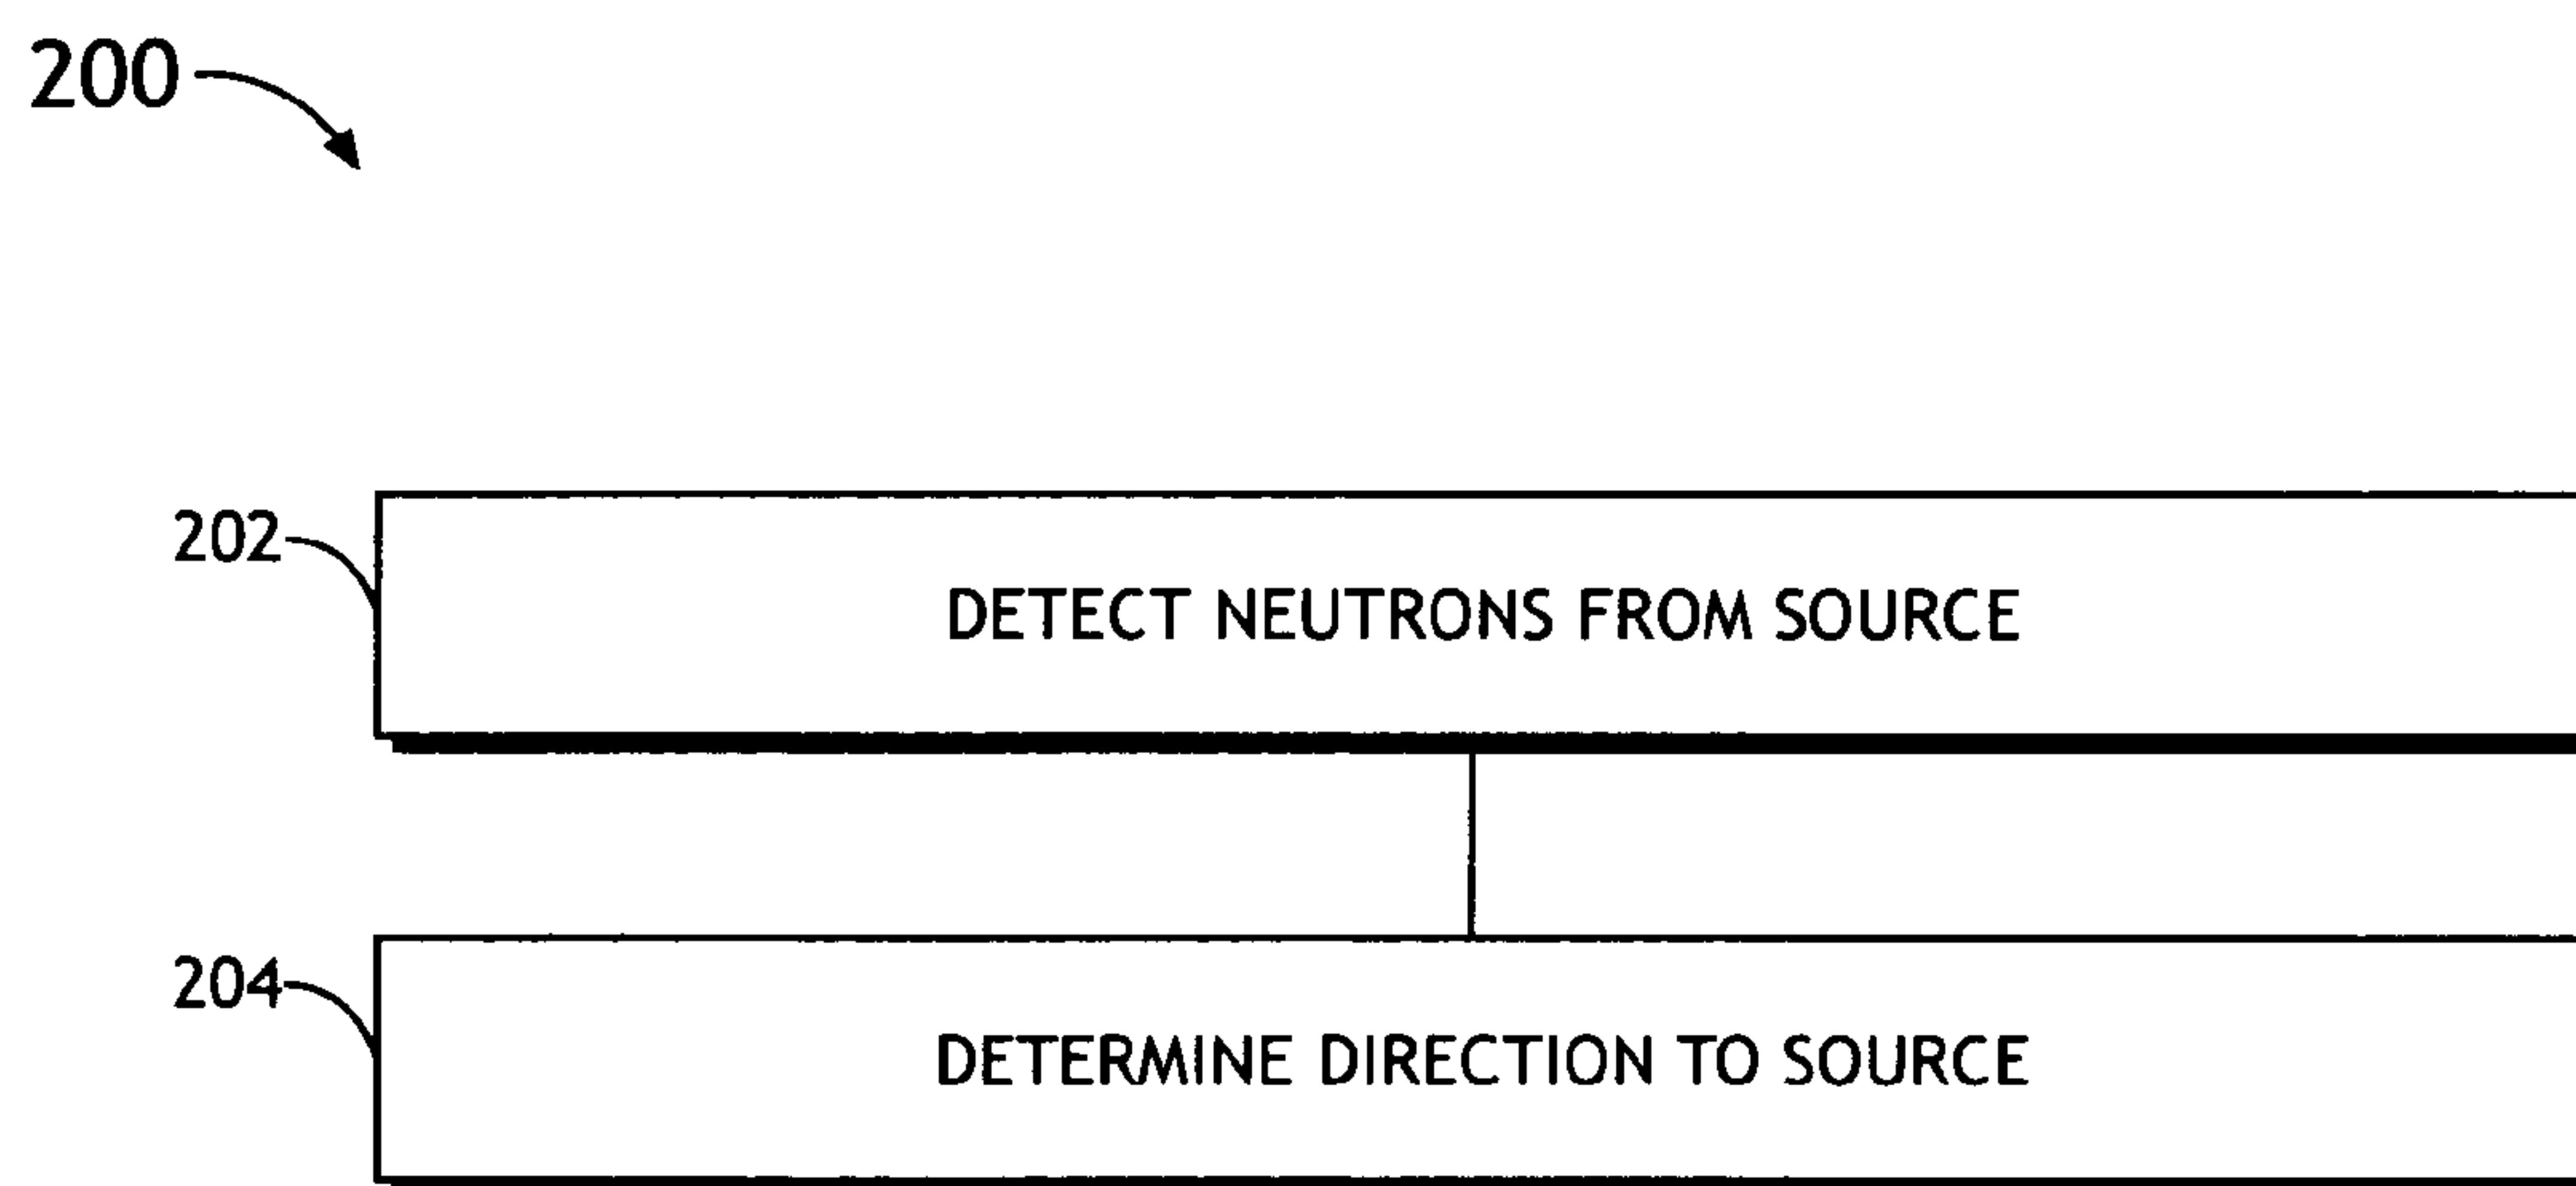 200
202
DETECT NEUTRONS FROM SOURCE
204
DETERMINE DIRECTION TO SOURCE